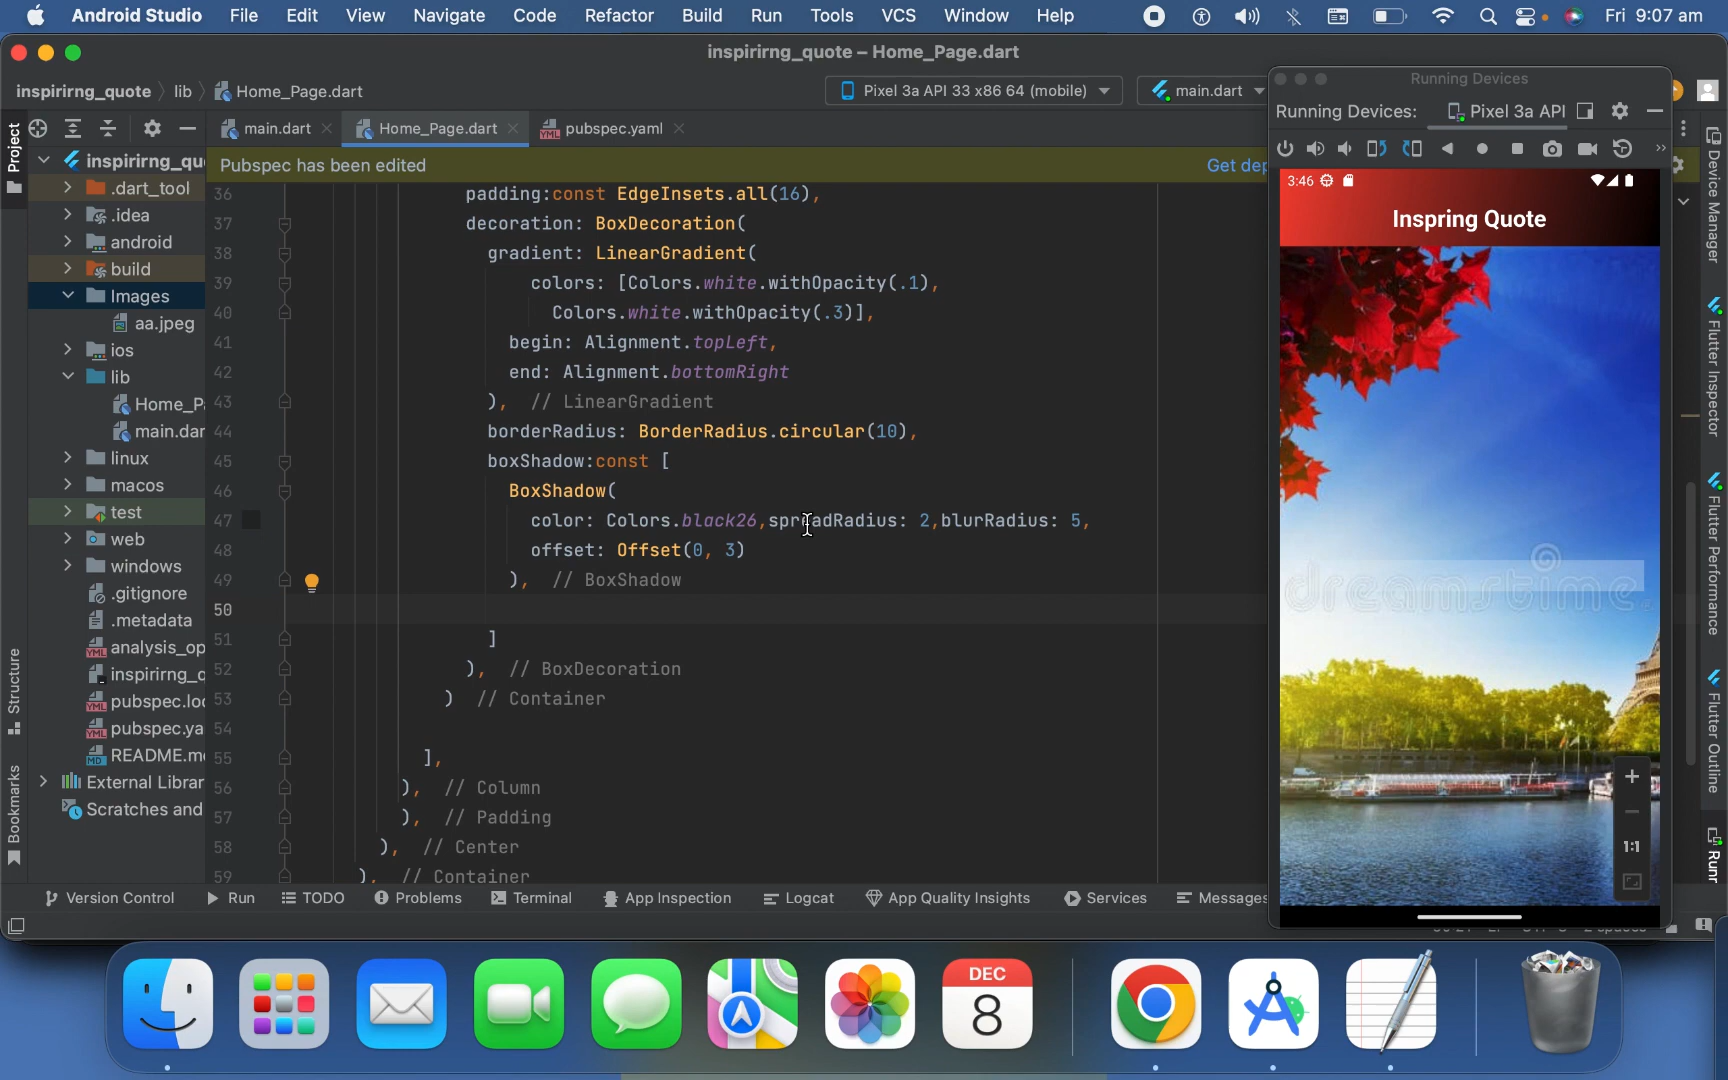 Android Studio File Edit View Navigate Code Refactor Build Run Tools VCS Window Help Fri 9:07 am
inspirirng_quote – Home_Page.dart
Running Devices
inspirirng_quote lib Home_Page.dart
Pixel 3a API 33 x86 64 (mobile) main.dart
Running Devices: Pixel 3a API
Project
main.dart Home_Page.dart pubspec.yaml
Pubspec has been edited Get dep
inspirirng_qu
.dart_tool
.idea
android
build
Images
aa.jpeg
ios
lib
Home_P
main.dar
linux
macos
test
web
windows
.gitignore
.metadata
analysis_op
inspirirng_q
pubspec.loc
pubspec.ya
README.m
External Librar
Scratches and
Structure
Bookmarks
36 padding:const EdgeInsets.all(16),
37 decoration: BoxDecoration(
38 gradient: LinearGradient(
39 colors: [Colors.white.withOpacity(.1),
40 Colors.white.withOpacity(.3)],
41 begin: Alignment.topLeft,
42 end: Alignment.bottomRight
43 ), // LinearGradient
44 borderRadius: BorderRadius.circular(10),
45 boxShadow:const [
46 BoxShadow(
47 color: Colors.black26,spreadRadius: 2,blurRadius: 5,
48 offset: Offset(0, 3)
49 ), // BoxShadow
50
51 ]
52 ), // BoxDecoration
53 ) // Container
54
55 ],
56 ), // Column
57 ), // Padding
58 ), // Center
59 ), // Container
3:46
Inspring Quote
dreamstime
1:1
Device Manager
Flutter Inspector
Flutter Performance
Flutter Outline
Runr
Version Control Run TODO Problems Terminal App Inspection Logcat App Quality Insights Services Messages
DEC
8